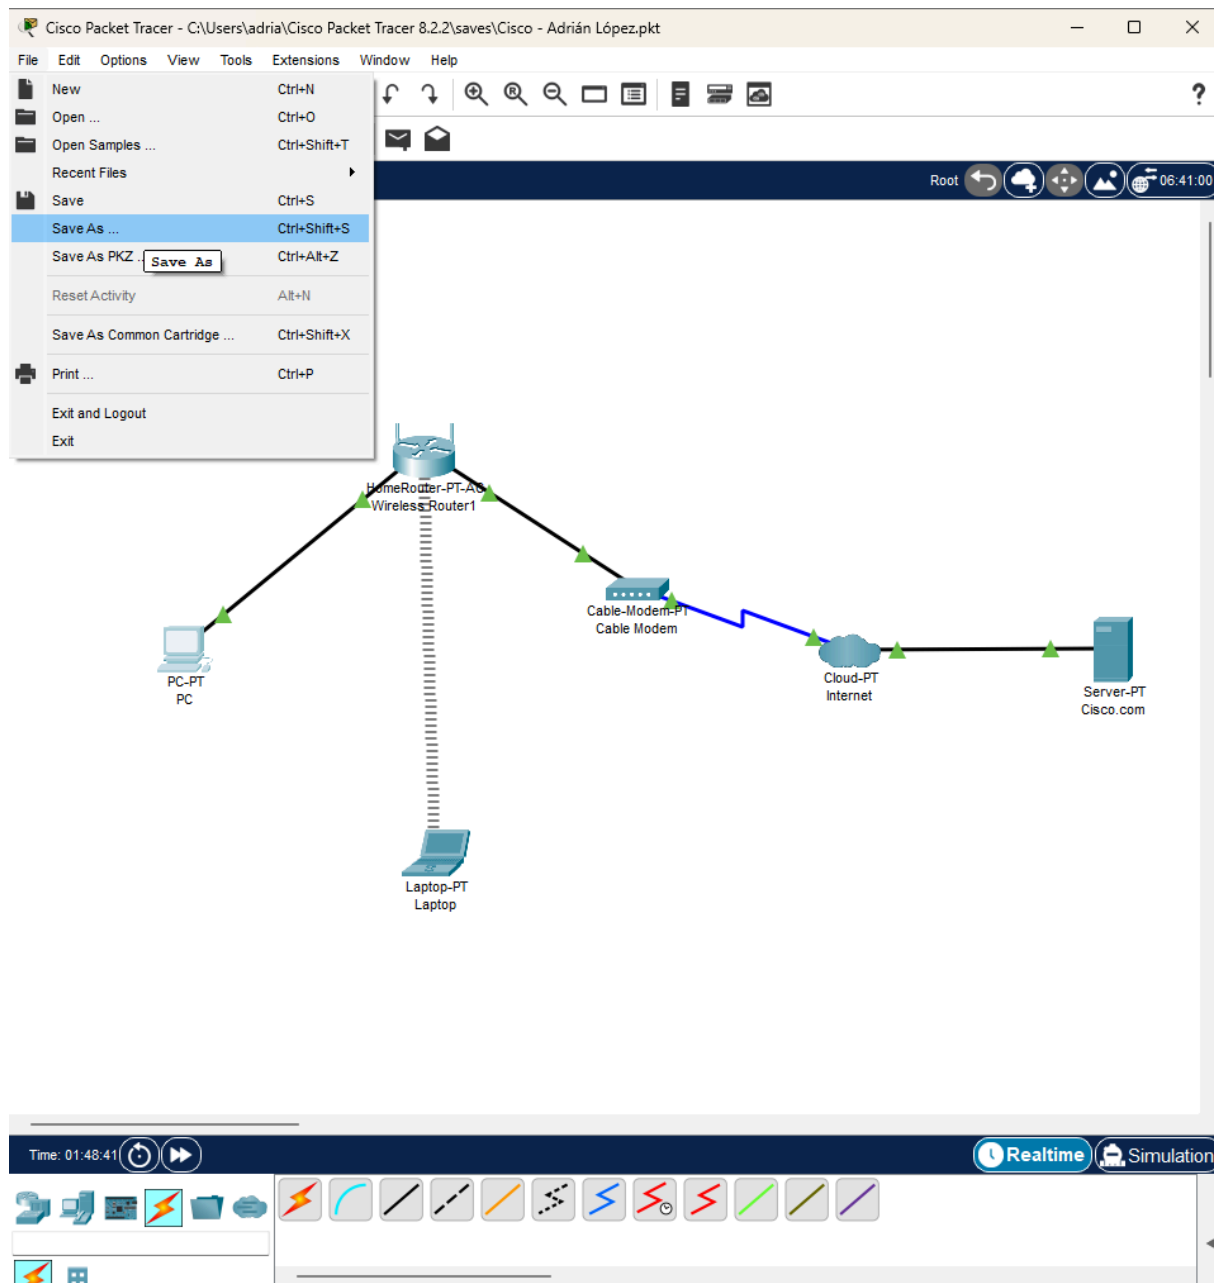 Cisco Packet Tracer - C:\Users\adria\Cisco Packet Tracer 8.2.2\saves\Cisco - Adrián López.pkt
File Edit Options View Tools Extensions Window Help
New Ctrl+N
Open ... Ctrl+O
Open Samples ... Ctrl+Shift+T
Recent Files
Save Ctrl+S
Save As ... Ctrl+Shift+S
Save As PKZ .. Ctrl+Alt+Z
Save As
Reset Activity Alt+N
Save As Common Cartridge ... Ctrl+Shift+X
Print ... Ctrl+P
Exit and Logout
Exit
Root 06:41:00
HomeRouter-PT-AC
Wireless Router1
Cable-Modem-PT
Cable Modem
PC-PT
PC
Cloud-PT
Internet
Server-PT
Cisco.com
Laptop-PT
Laptop
Time: 01:48:41 Realtime Simulation